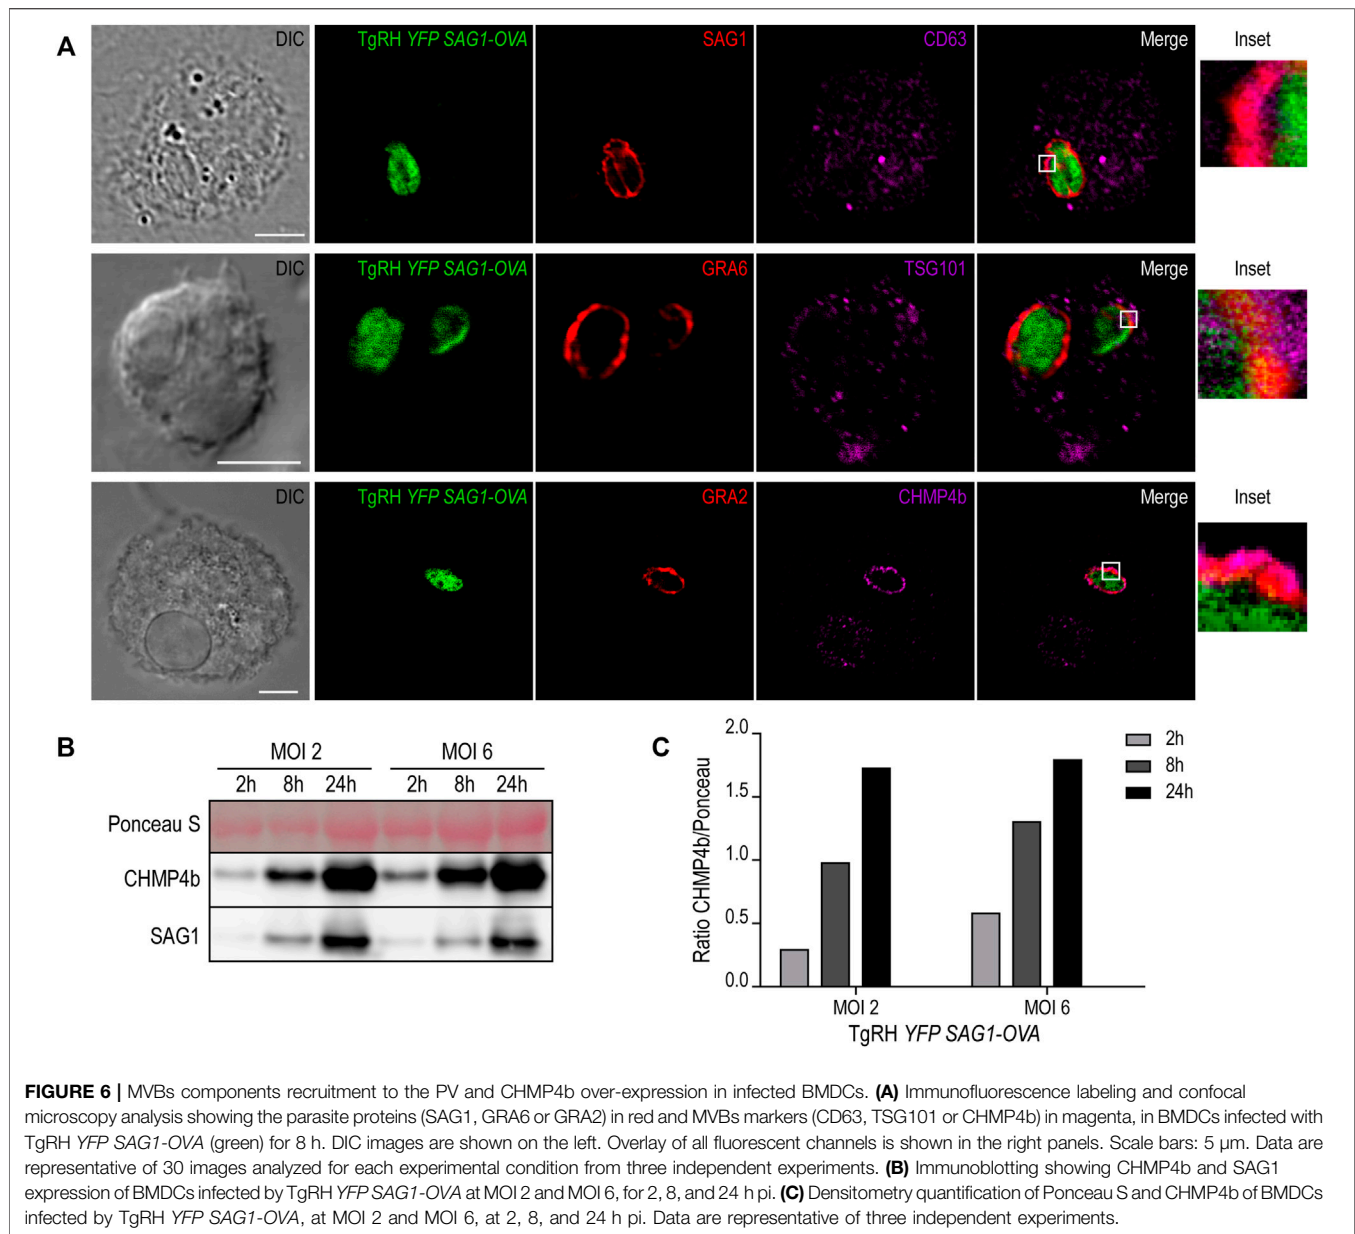 A
DIC
TgRH YFP SAG1-OVA
SAG1
CD63
Merge
Inset
DIC
TgRH YFP SAG1-OVA
GRA6
TSG101
Merge
Inset
DIC
TgRH YFP SAG1-OVA
GRA2
CHMP4b
Merge
Inset
B
MOI 2 MOI 6
2h 8h 24h 2h 8h 24h
Ponceau S
CHMP4b
SAG1
C
Ratio CHMP4b/Ponceau
2.0
1.5
1.0
0.5
0.0
2h
8h
24h
MOI 2 MOI 6
TgRH YFP SAG1-OVA
FIGURE 6 | MVBs components recruitment to the PV and CHMP4b over-expression in infected BMDCs. (A) Immunofluorescence labeling and confocal
microscopy analysis showing the parasite proteins (SAG1, GRA6 or GRA2) in red and MVBs markers (CD63, TSG101 or CHMP4b) in magenta, in BMDCs infected with
TgRH YFP SAG1-OVA (green) for 8 h. DIC images are shown on the left. Overlay of all fluorescent channels is shown in the right panels. Scale bars: 5 µm. Data are
representative of 30 images analyzed for each experimental condition from three independent experiments. (B) Immunoblotting showing CHMP4b and SAG1
expression of BMDCs infected by TgRH YFP SAG1-OVA at MOI 2 and MOI 6, for 2, 8, and 24 h pi. (C) Densitometry quantification of Ponceau S and CHMP4b of BMDCs
infected by TgRH YFP SAG1-OVA, at MOI 2 and MOI 6, at 2, 8, and 24 h pi. Data are representative of three independent experiments.